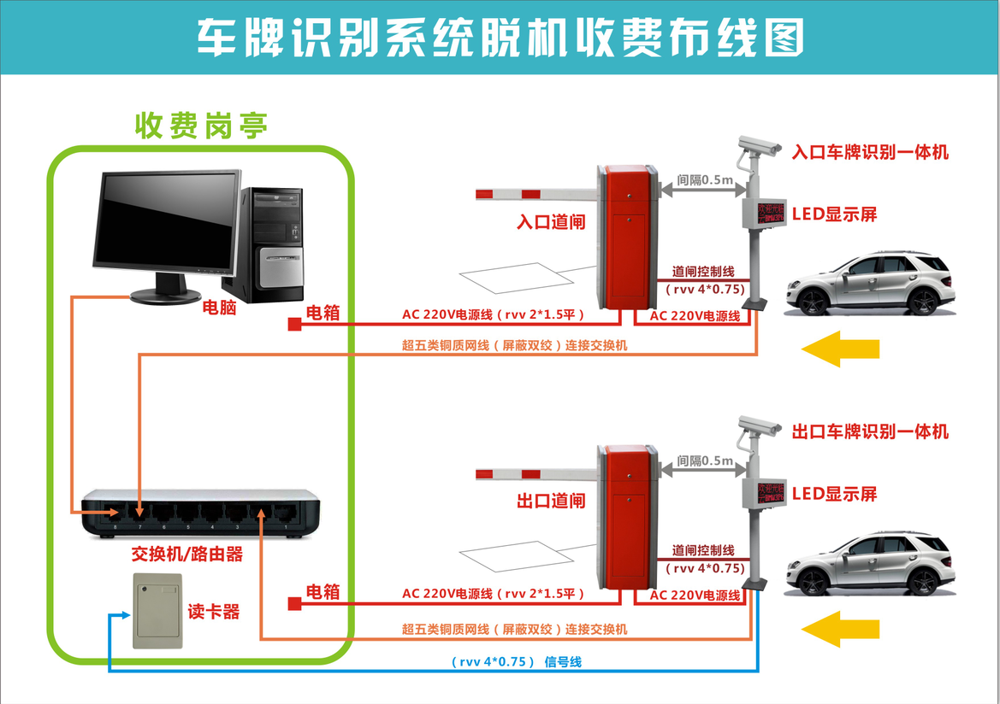 车牌识别系统脱机收费布线图
收费岗亭
入口车牌识别一体机
间隔0.5m
LED显示屏
入口道闸
道闸控制线
（rvv 4*0.75）
电脑
电箱
AC 220V电源线（rvv 2*1.5平）
AC 220V电源线
超五类铜质网线（屏蔽双绞）连接交换机
出口车牌识别一体机
间隔0.5m
LED显示屏
出口道闸
8 7 6 5 4 3 1
道闸控制线
（rvv 4*0.75）
交换机/路由器
电箱
AC 220V电源线（rvv 2*1.5平）
AC 220V电源线
读卡器
超五类铜质网线（屏蔽双绞）连接交换机
（rvv 4*0.75） 信号线